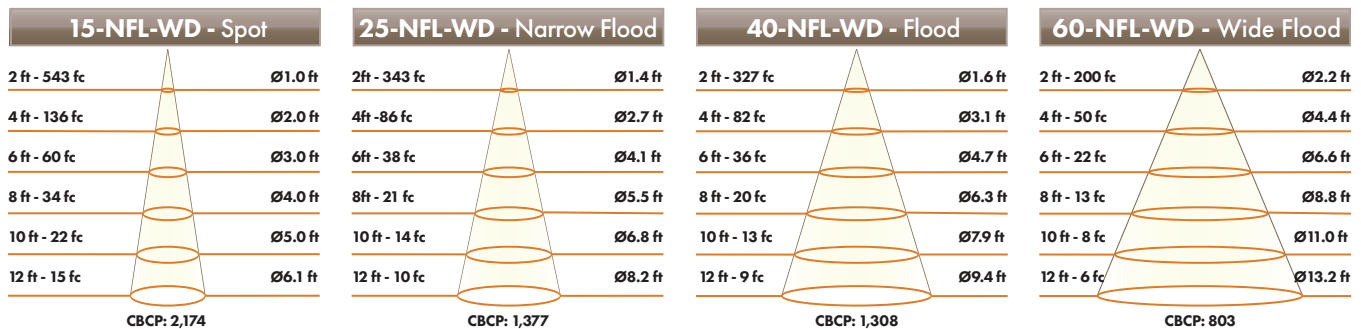 15-NFL-WD - Spot
2 ft - 543 fc Ø1.0 ft
4 ft - 136 fc Ø2.0 ft
6 ft - 60 fc Ø3.0 ft
8 ft - 34 fc Ø4.0 ft
10 ft - 22 fc Ø5.0 ft
12 ft - 15 fc Ø6.1 ft
CBCP: 2,174
25-NFL-WD - Narrow Flood
2ft - 343 fc Ø1.4 ft
4ft-86 fc Ø2.7 ft
6ft - 38 fc Ø4.1 ft
8ft - 21 fc Ø5.5 ft
10 ft - 14 fc Ø6.8 ft
12 ft - 10 fc Ø8.2 ft
CBCP: 1,377
40-NFL-WD - Flood
2 ft - 327 fc Ø1.6 ft
4 ft - 82 fc Ø3.1 ft
6 ft - 36 fc Ø4.7 ft
8 ft - 20 fc Ø6.3 ft
10 ft - 13 fc Ø7.9 ft
12 ft - 9 fc Ø9.4 ft
CBCP: 1,308
60-NFL-WD - Wide Flood
2 ft - 200 fc Ø2.2 ft
4 ft - 50 fc Ø4.4 ft
6 ft - 22 fc Ø6.6 ft
8 ft - 13 fc Ø8.8 ft
10 ft - 8 fc Ø11.0 ft
12 ft - 6 fc Ø13.2 ft
CBCP: 803